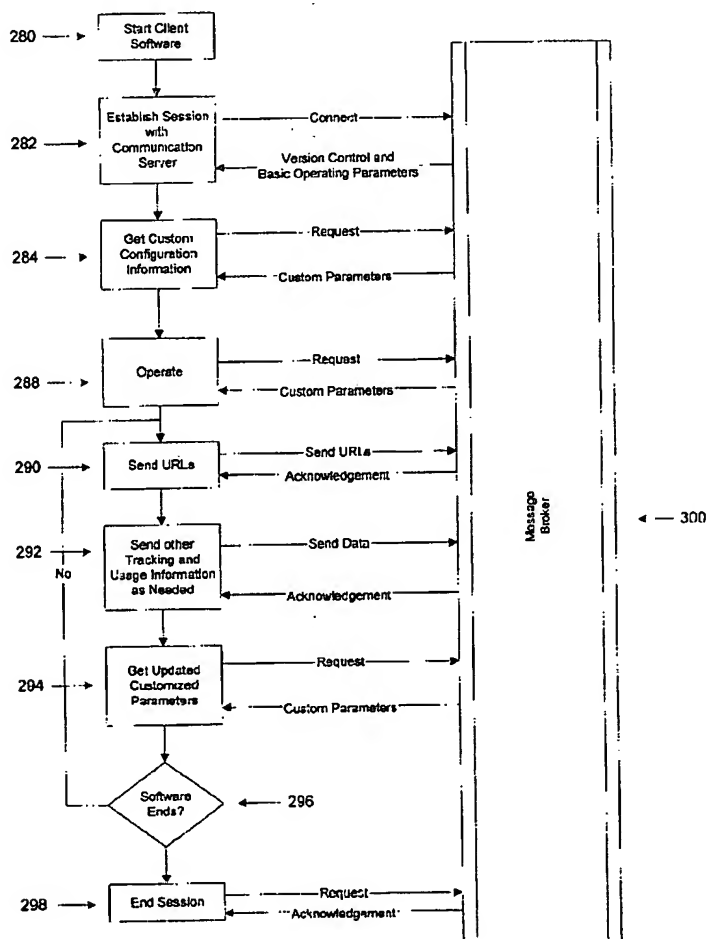 280
Start Client
Software
282
Establish Session
with
Communication
Server
Connect
Version Control and
Basic Operating Parameters
284
Get Custom
Configuration
Information
Request
Custom Parameters
288
Operate
Request
Custom Parameters
290
Send URLs
Send URLs
Acknowledgement
292
Send other
Tracking and
Usage Information
as Needed
Send Data
Acknowledgement
No
Message
Broker
300
294
Get Updated
Customized
Parameters
Request
Custom Parameters
Software
Ends?
296
298
End Session
Request
Acknowledgement